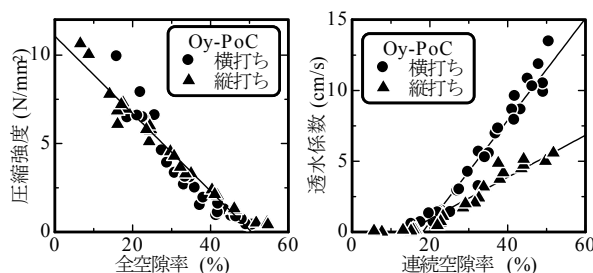 10
5
0
圧縮強度 (N/mm²)
Oy-PoC
横打ち
縦打ち
0 20 40 60
全空隙率 (%)
15
10
5
0
透水係数 (cm/s)
Oy-PoC
横打ち
縦打ち
0 20 40 60
連続空隙率 (%)